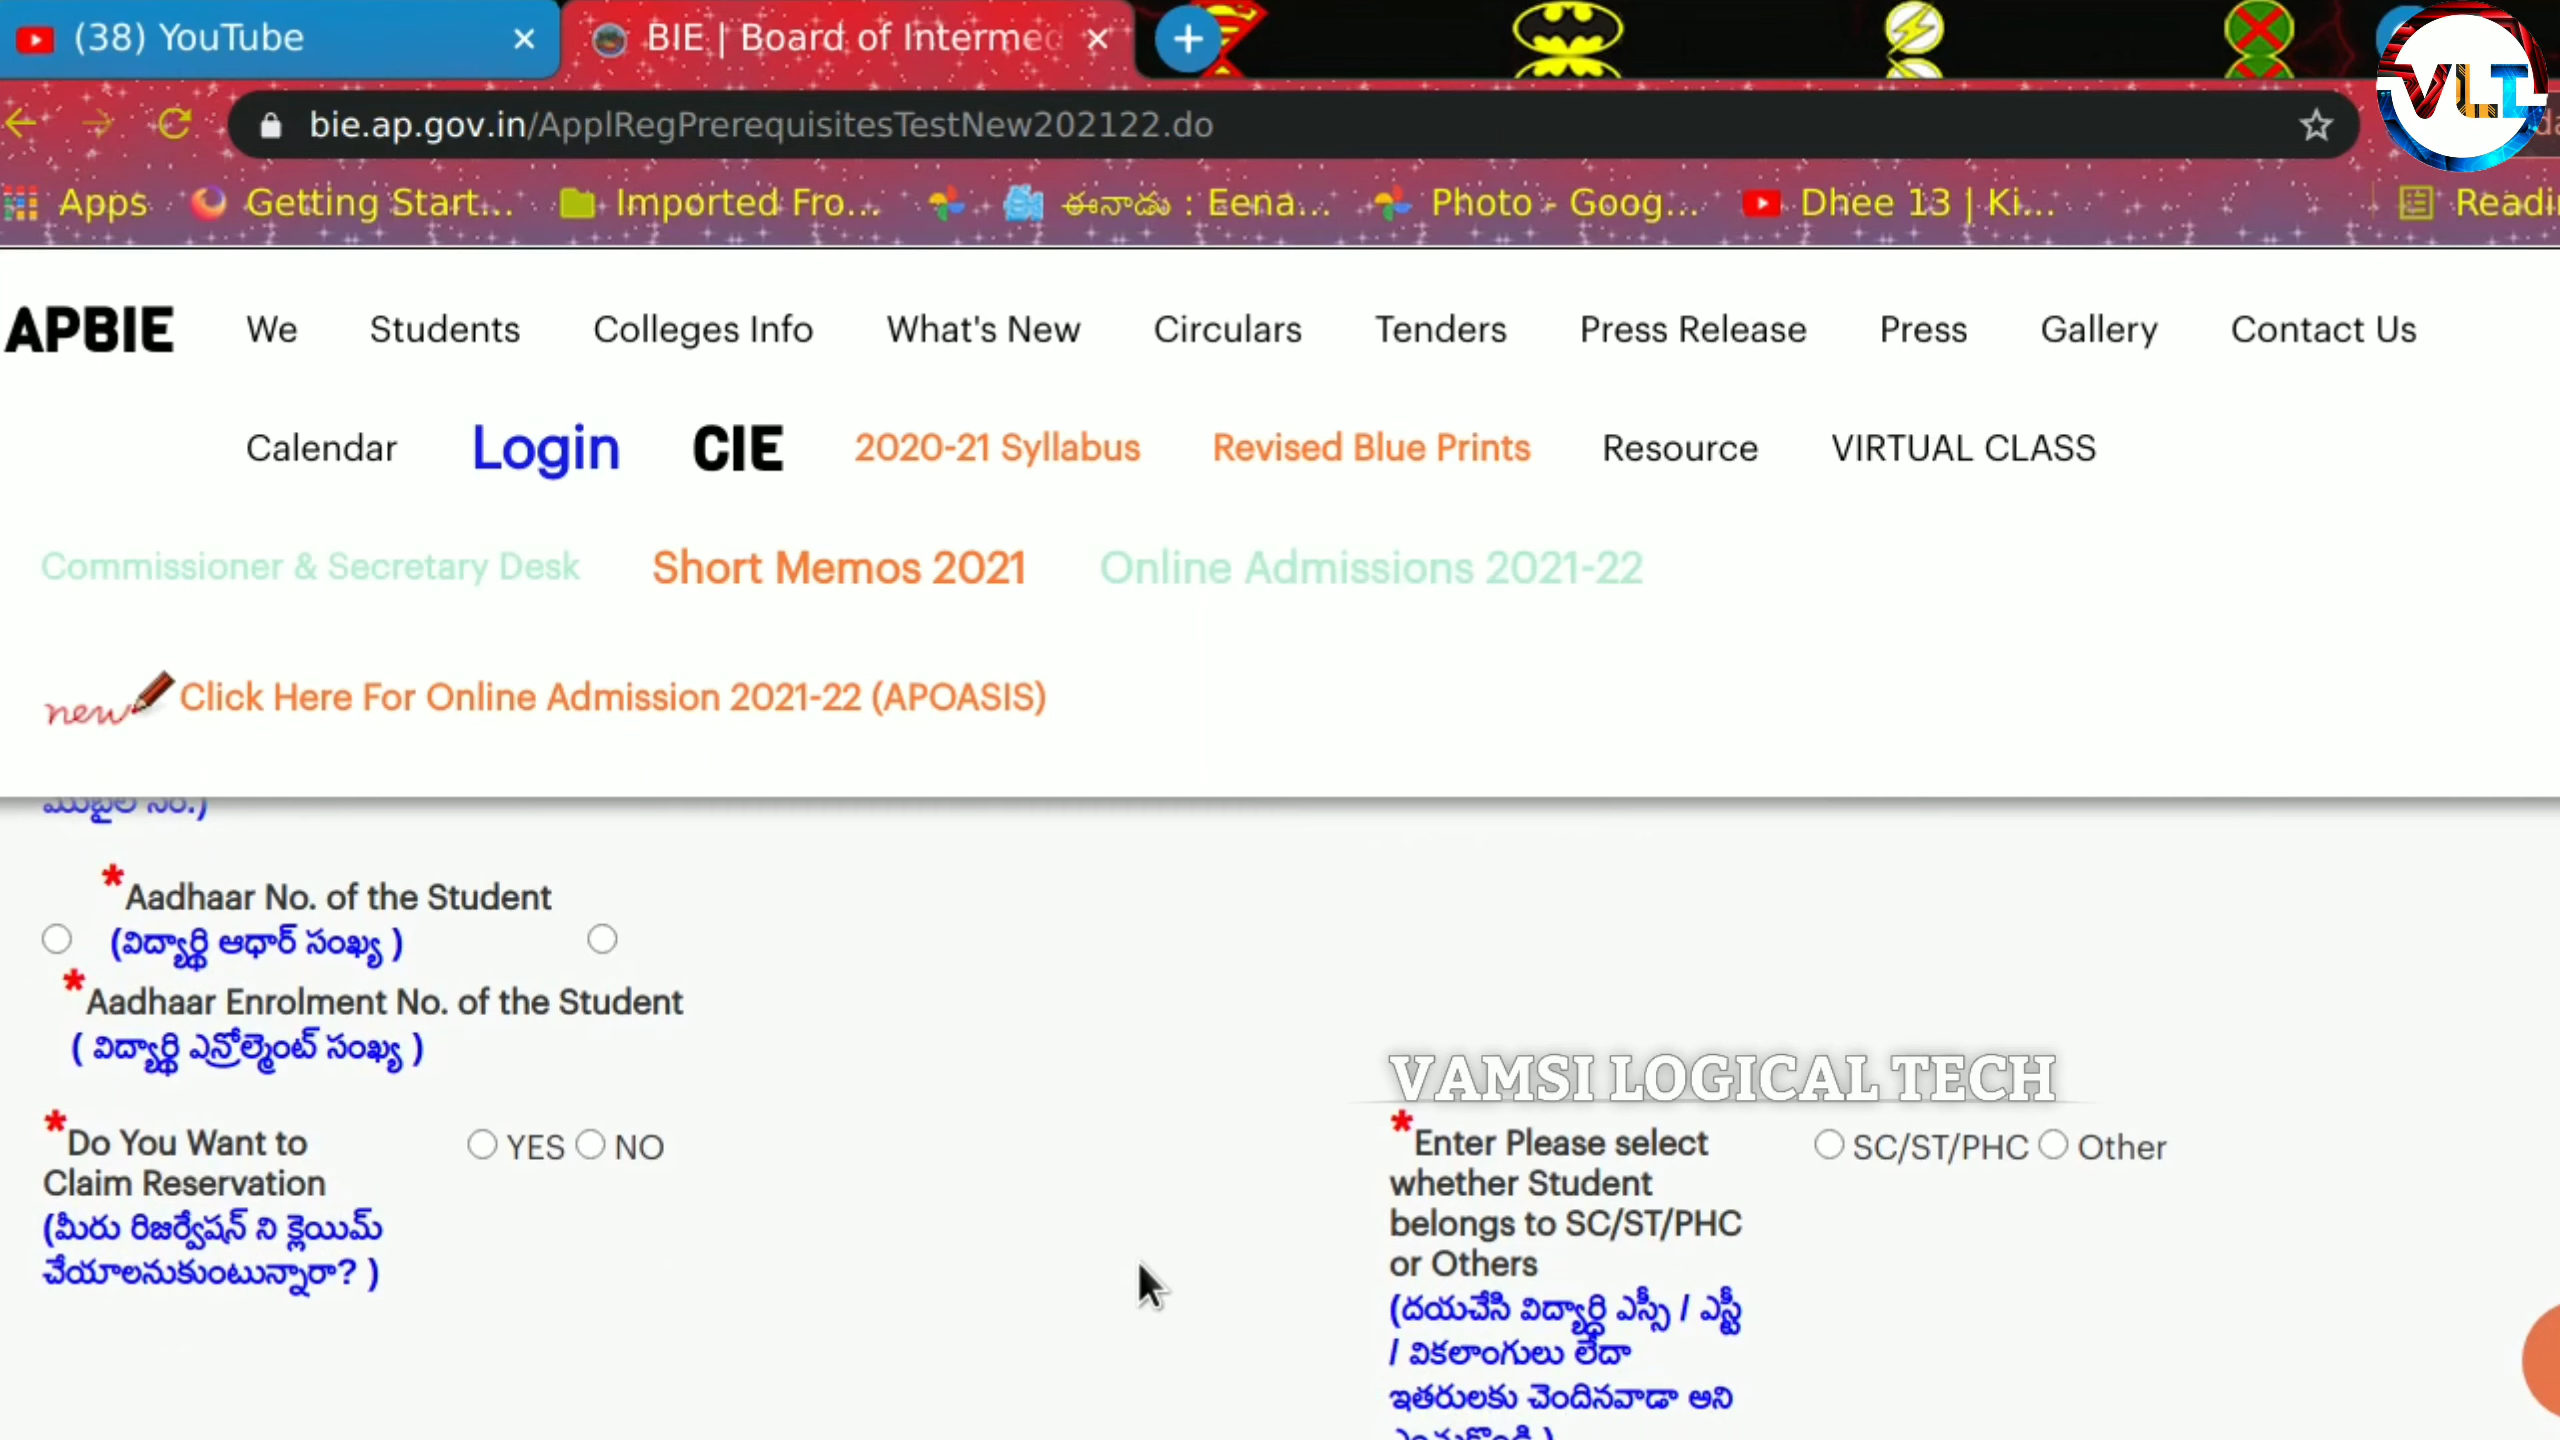 (38) YouTube
BIE | Board of Intermed
VLT
bie.ap.gov.in/ApplRegPrerequisitesTestNew202122.do
Apps Getting Start... Imported Fro... ఈనాడు : Eena... Photo - Goog... Dhee 13 | Ki... Readi
APBIE We Students Colleges Info What's New Circulars Tenders Press Release Press Gallery Contact Us
Calendar Login CIE 2020-21 Syllabus Revised Blue Prints Resource VIRTUAL CLASS
Commissioner & Secretary Desk Short Memos 2021 Online Admissions 2021-22
new Click Here For Online Admission 2021-22 (APOASIS)
మొబైల్ నం.)
*Aadhaar No. of the Student
(విద్యార్థి ఆధార్ సంఖ్య )
*Aadhaar Enrolment No. of the Student
( విద్యార్థి ఎన్రోల్మెంట్ సంఖ్య )
VAMSI LOGICAL TECH
*Do You Want to
Claim Reservation
(మీరు రిజర్వేషన్ ని క్లెయిమ్
చేయాలనుకుంటున్నారా? )
YES NO
*Enter Please select
whether Student
belongs to SC/ST/PHC
or Others
(దయచేసి విద్యార్థి ఎస్సీ / ఎస్టీ
/ వికలాంగులు లేదా
ఇతరులకు చెందినవాడా అని
SC/ST/PHC Other